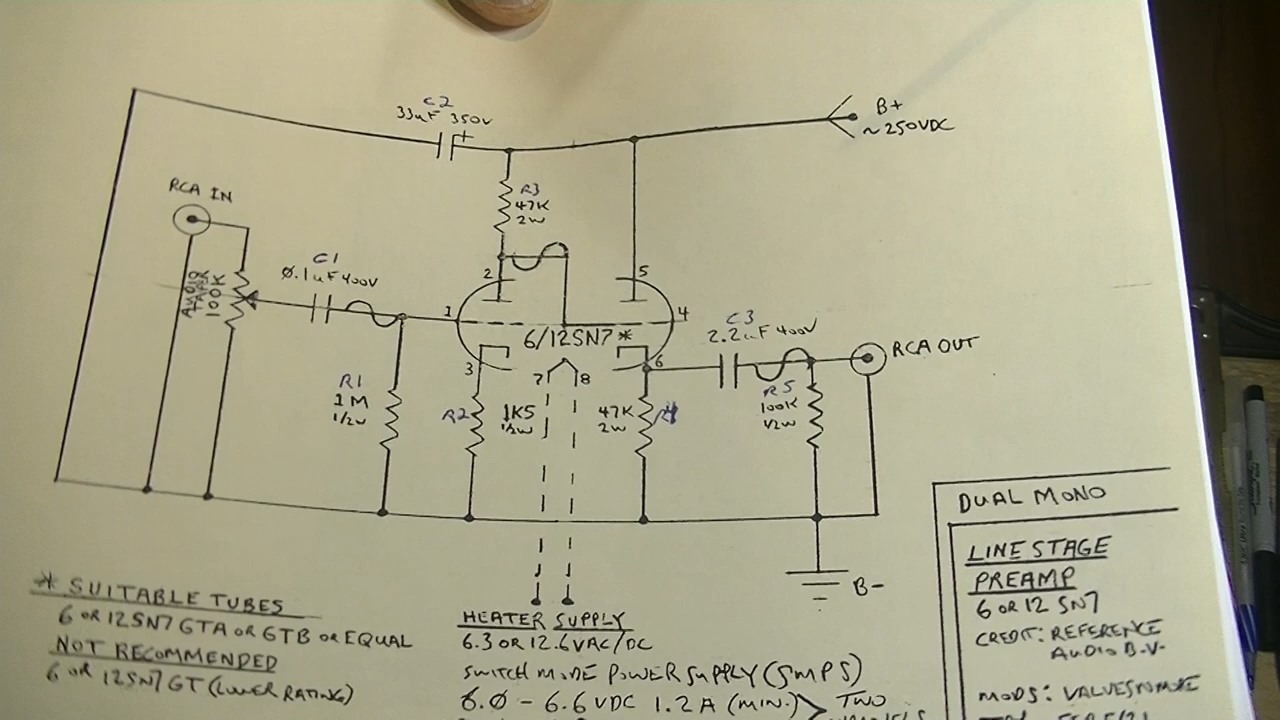 C2
33uF 350V
+
B+
~250VDC
RCA IN
R3
47K
2W
C1
0.1uF 400V
AUDIO
TAPER
100K
2
5
1
4
6/12SN7 *
C3
2.2uF 400V
RCA OUT
3
6
7
8
R1
1M
1/2W
R2
1K5
1/2W
47K
2W
R4
R5
100K
1/2W
B-
* SUITABLE TUBES
6 OR 12SN7 GTA OR GTB OR EQUAL
NOT RECOMMENDED
6 OR 12SN7 GT (LOWER RATING)
HEATER SUPPLY
6.3 OR 12.6VAC/DC
SWITCH MODE POWER SUPPLY (SMPS)
6.0 - 6.6 VDC 1.2A (MIN.) > TWO
DUAL MONO
LINE STAGE
PREAMP
6 OR 12 SN7
CREDIT: REFERENCE
AUDIO B.V.
MODS: